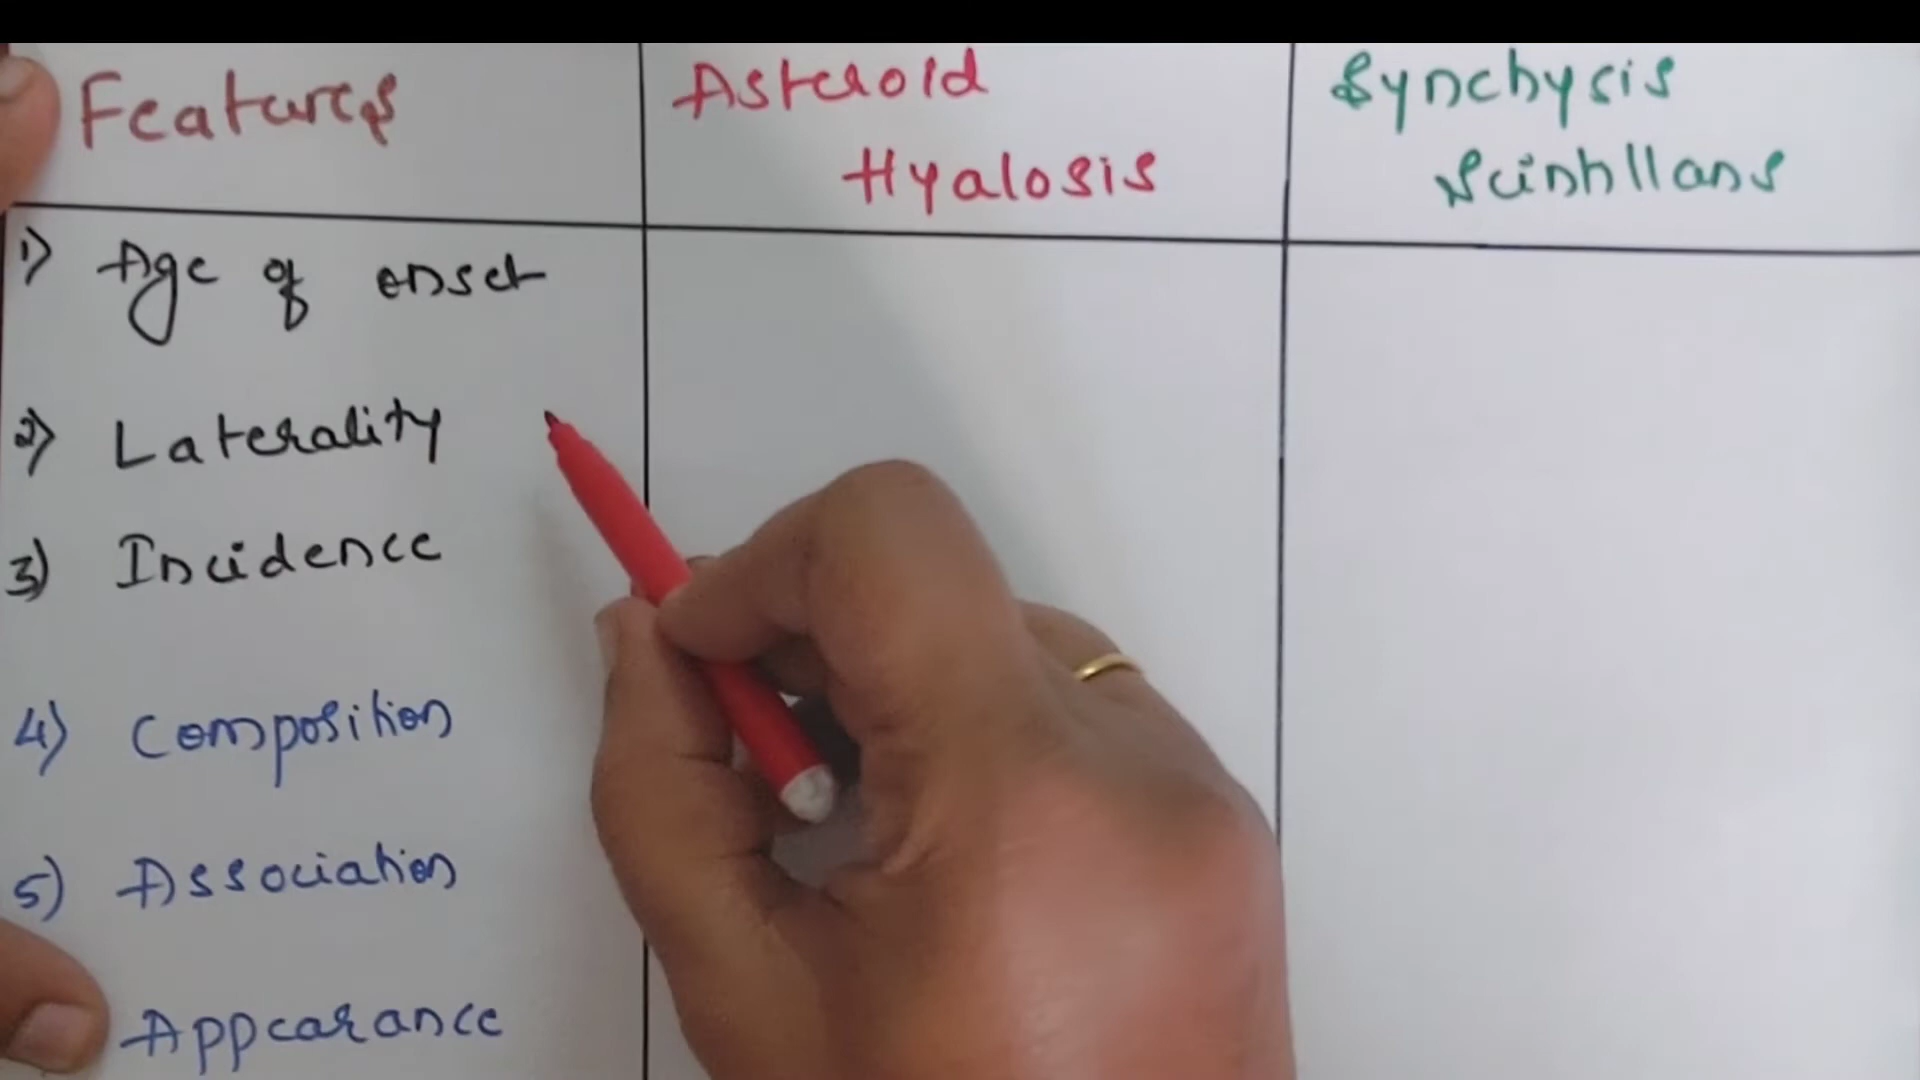 Features
Asteroid
Hyalosis
Synchysis
Scintillans
1) Age of onset
2) Laterality
3) Incidence
4) Composition
5) Association
Appearance